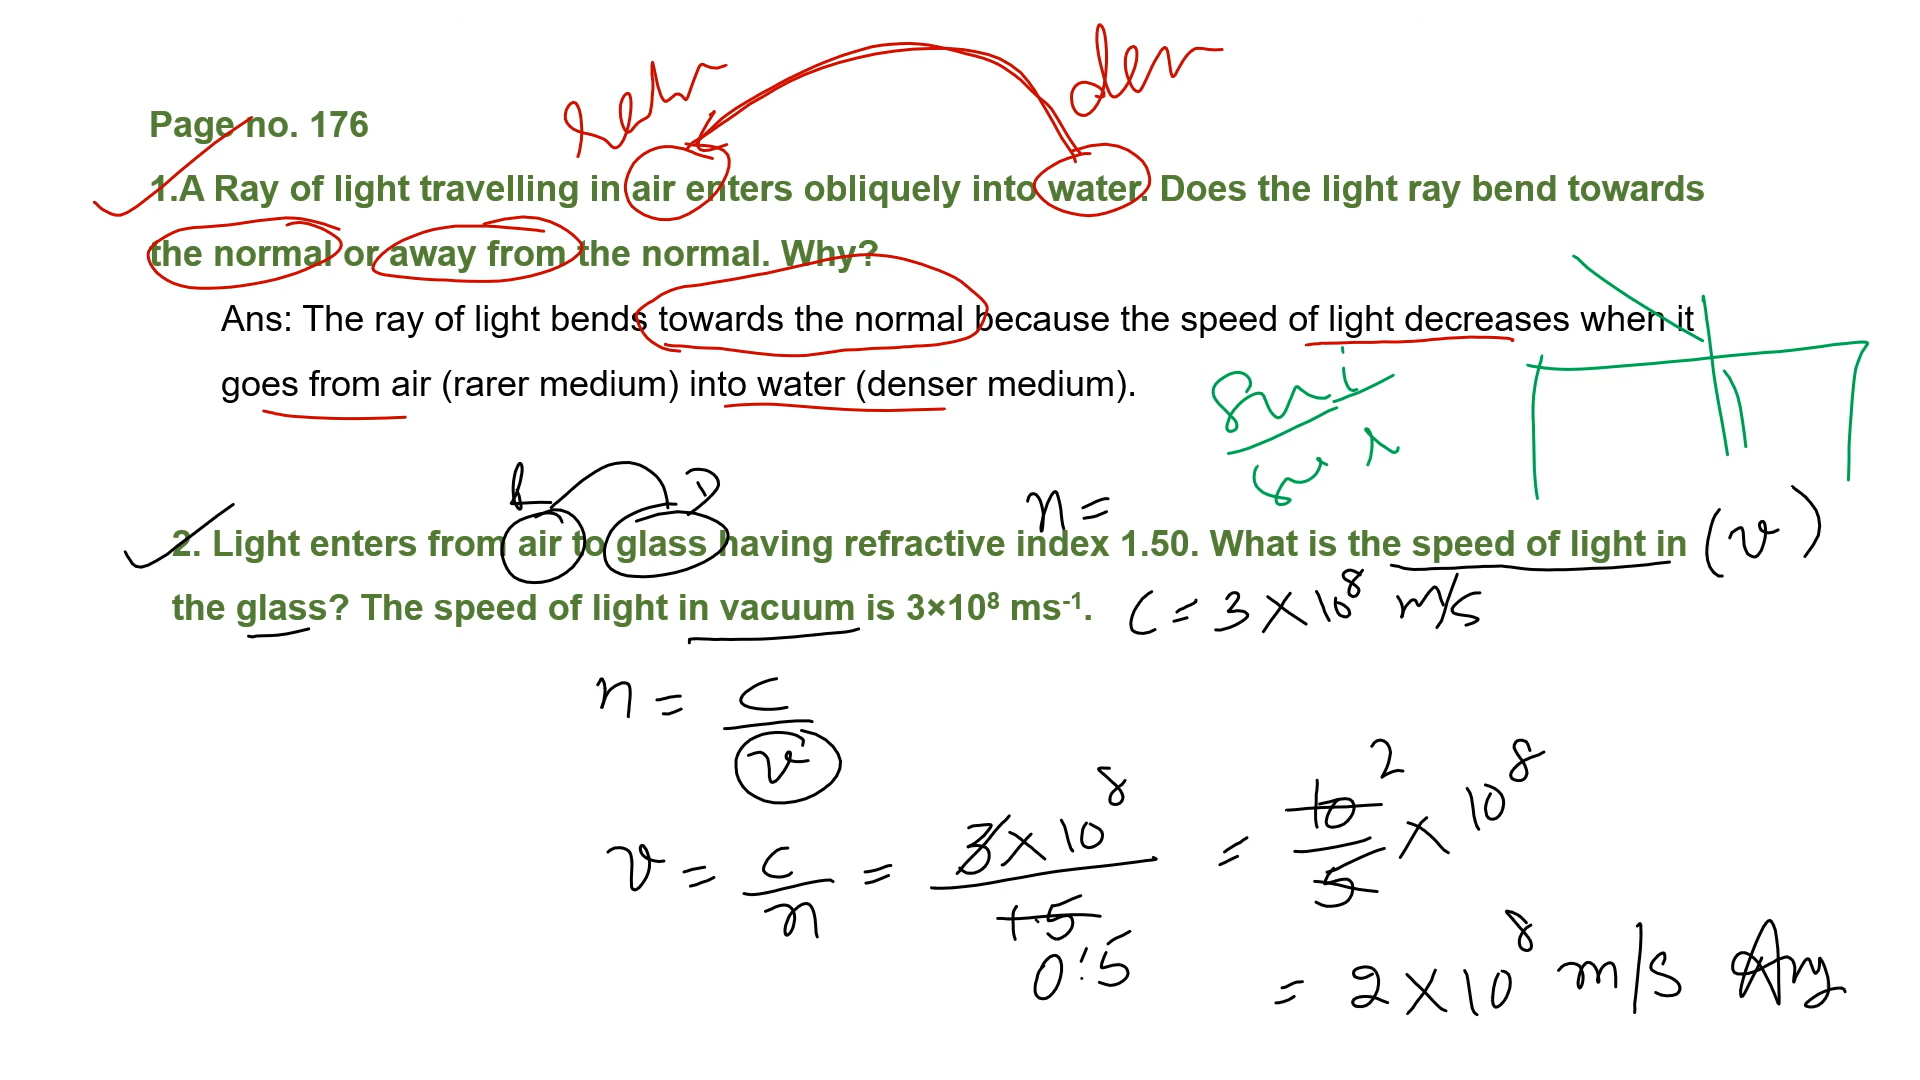 den
Page no. 176
1.A Ray of light travelling in air enters obliquely into water. Does the light ray bend towards
the normal or away from the normal. Why?
Ans: The ray of light bends towards the normal because the speed of light decreases when it
goes from air (rarer medium) into water (denser medium).
sin i
sin r
R D
n =
2. Light enters from air to glass having refractive index 1.50. What is the speed of light in (v)
the glass? The speed of light in vacuum is 3×10⁸ ms⁻¹. C = 3 × 10⁸ m/s
n = c/v
v = c/n = 3 × 10⁸ / 1.5 = 10/5 2 × 10⁸
0.5
= 2 × 10⁸ m/s Ans